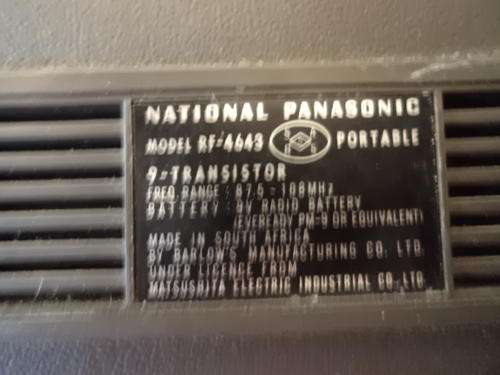 NATIONAL PANASONIC
MODEL RF-4643 PORTABLE
9-TRANSISTOR
FREQ. RANGE : 87.5 - 108MHz
BATTERY : 9V RADIO BATTERY
(EVEREADY PM-9 OR EQUIVALENT)
MADE IN SOUTH AFRICA
BY BARLOW'S MANUFACTURING CO. LTD.
UNDER LICENCE FROM
MATSUSHITA ELECTRIC INDUSTRIAL CO., LTD.